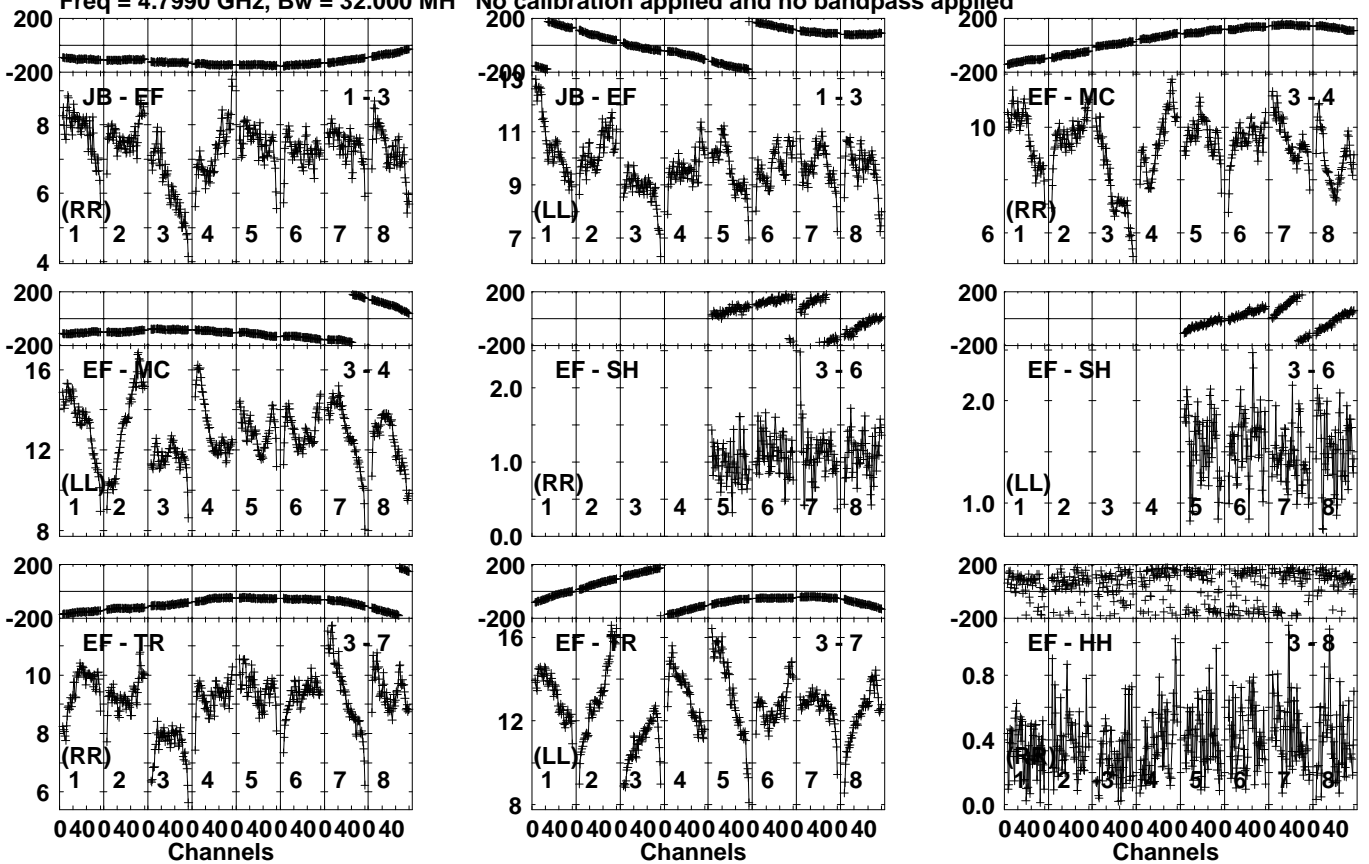 Freq = 4.7990 GHz, Bw = 32.000 MH No calibration applied and no bandpass applied
200
-200
JB - EF 1 - 3
8
6
4
(RR)
1 2 3 4 5 6 7 8
13
11
9
7
JB - EF 1 - 3
(LL)
1 2 3 4 5 6 7 8
200
-200
EF - MC 3 - 4
10
6
(RR)
1 2 3 4 5 6 7 8
200
-200
EF - MC 3 - 4
16
12
8
(LL)
1 2 3 4 5 6 7 8
200
-200
EF - SH 3 - 6
2.0
1.0
0.0
(RR)
1 2 3 4 5 6 7 8
200
-200
EF - SH 3 - 6
2.0
1.0
(LL)
1 2 3 4 5 6 7 8
200
-200
EF - TR 3 - 7
10
8
6
(RR)
1 2 3 4 5 6 7 8
200
-200
EF - TR 3 - 7
16
12
8
(LL)
1 2 3 4 5 6 7 8
200
-200
EF - HH 3 - 8
0.8
0.4
0.0
(RR)
1 2 3 4 5 6 7 8
0 40 0 40 0 40 0 40 0 40 0 40 0 40 0 40
Channels
0 40 0 40 0 40 0 40 0 40 0 40 0 40 0 40
Channels
0 40 0 40 0 40 0 40 0 40 0 40 0 40 0 40
Channels